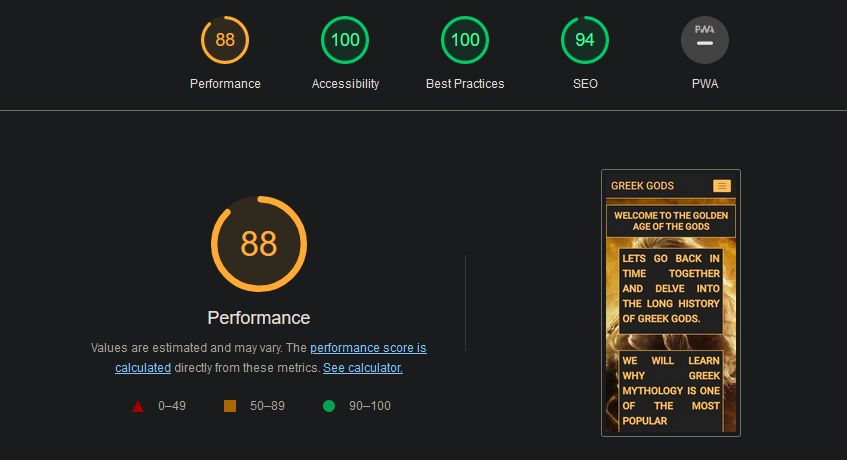 88
100
100
94
PWA
Performance
Accessibility
Best Practices
SEO
PWA
88
Performance
Values are estimated and may vary. The performance score is
calculated directly from these metrics. See calculator.
0–49
50–89
90–100
GREEK GODS
WELCOME TO THE GOLDEN
AGE OF THE GODS
LETS GO BACK IN
TIME TOGETHER
AND DELVE INTO
THE LONG HISTORY
OF GREEK GODS.
WE WILL LEARN
WHY GREEK
MYTHOLOGY IS ONE
OF THE MOST
POPULAR